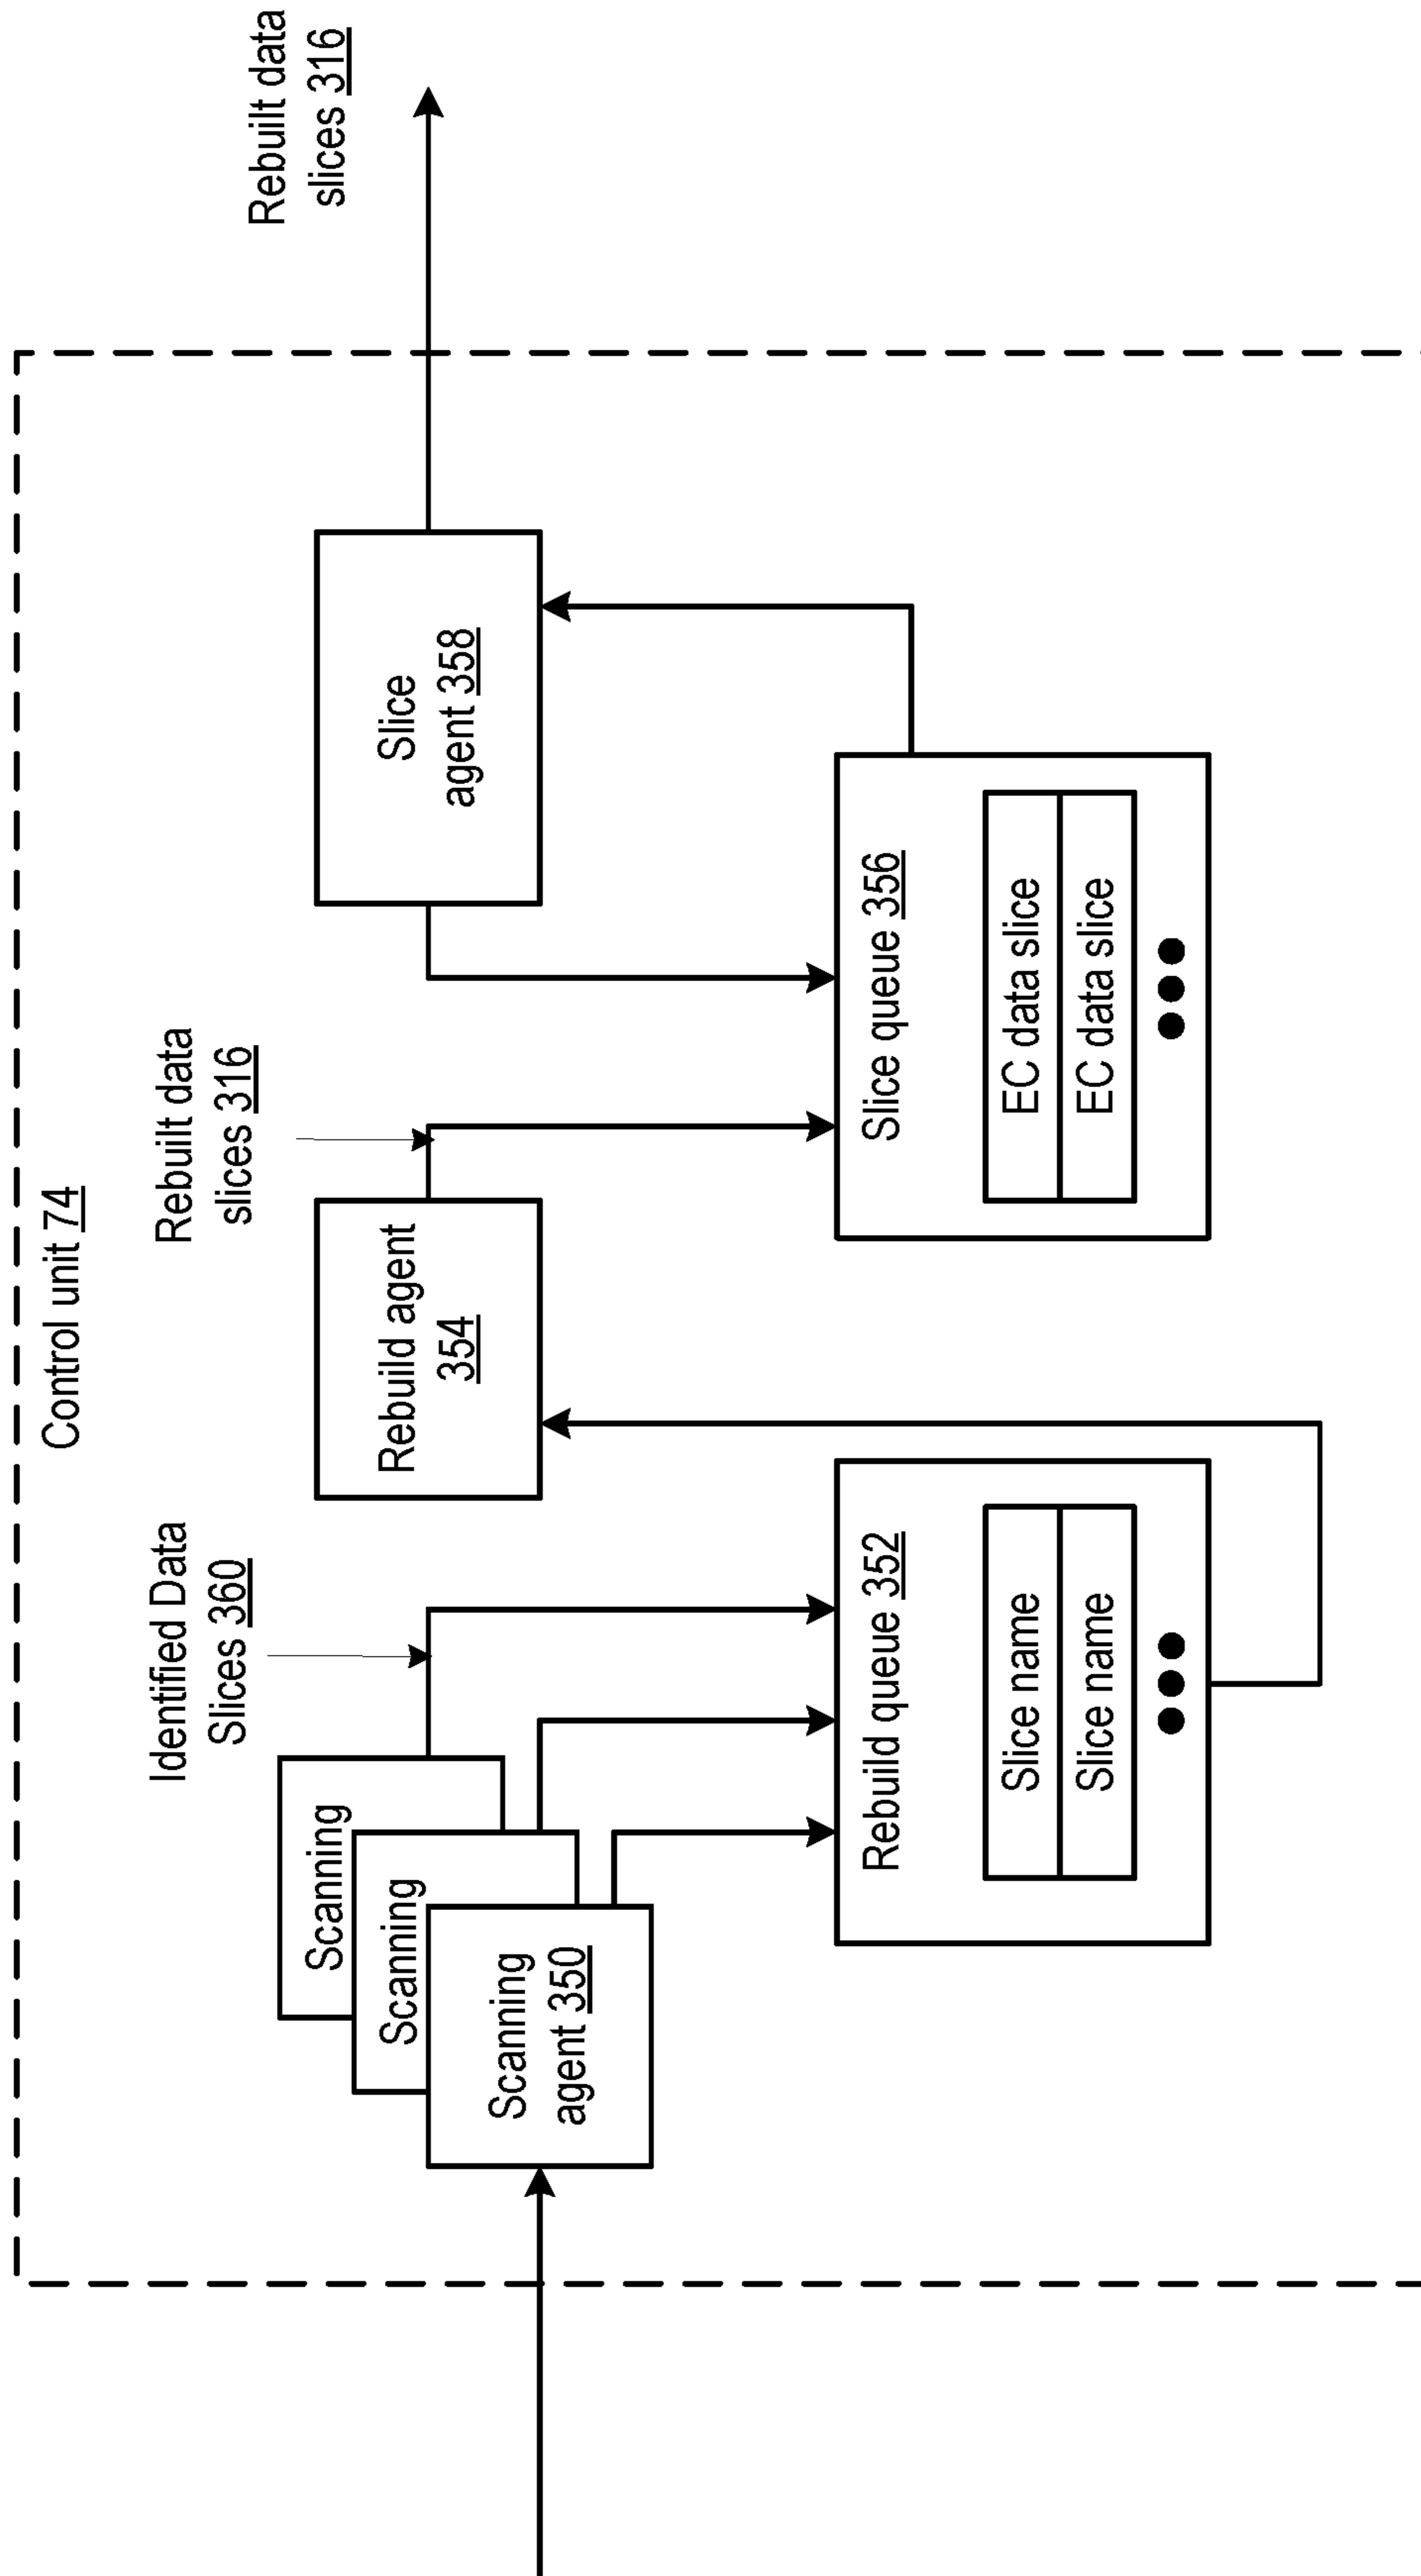 Control unit 74
Identified Data
Slices 360
Rebuilt data
slices 316
Rebuilt data
slices 316
Scanning
Scanning
Scanning
agent 350
Rebuild agent
354
Slice
agent 358
Rebuild queue 352
Slice name
Slice name
Slice queue 356
EC data slice
EC data slice